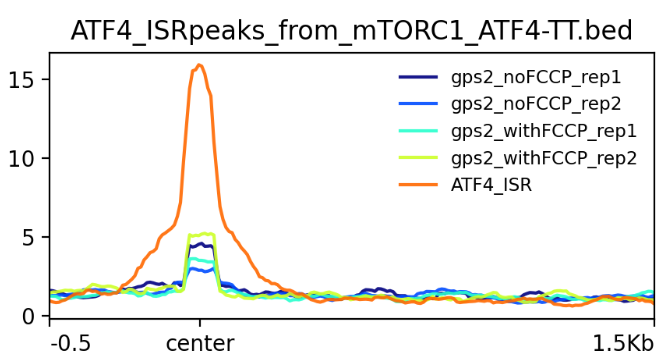 ATF4_ISRpeaks_from_mTORC1_ATF4-TT.bed
15
10
5
0
gps2_noFCCP_rep1
gps2_noFCCP_rep2
gps2_withFCCP_rep1
gps2_withFCCP_rep2
ATF4_ISR
-0.5 center 1.5Kb